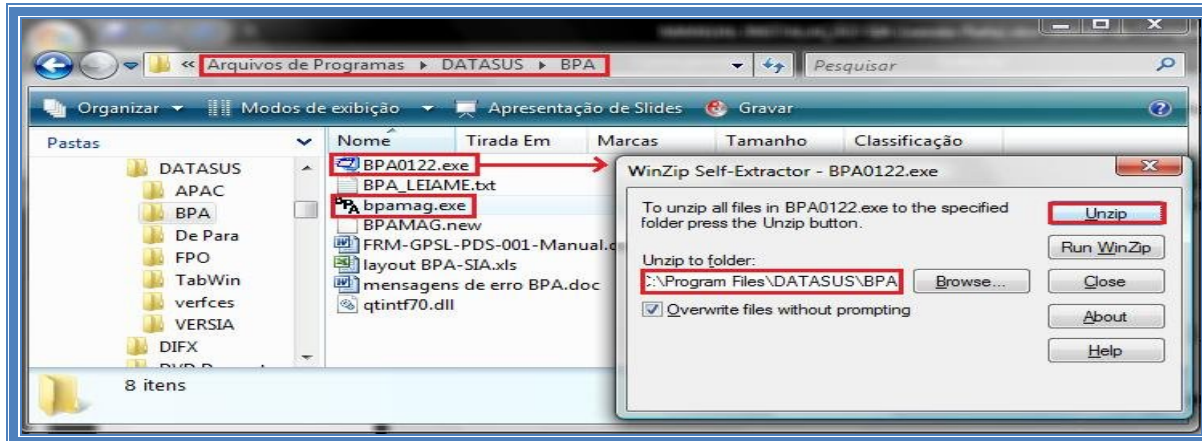 « Arquivos de Programas ▸ DATASUS ▸ BPA
Pesquisar
Organizar Modos de exibição Apresentação de Slides Gravar
Pastas
Nome Tirada Em Marcas Tamanho Classificação
DATASUS
APAC
BPA
De Para
FPO
TabWin
verfces
VERSIA
DIFX
BPA0122.exe
BPA_LEIAME.txt
bpamag.exe
BPAMAG.new
FRM-GPSL-PDS-001-Manual.
layout BPA-SIA.xls
mensagens de erro BPA.doc
qtintf70.dll
8 itens
WinZip Self-Extractor - BPA0122.exe
To unzip all files in BPA0122.exe to the specified
folder press the Unzip button.
Unzip to folder:
C:\Program Files\DATASUS\BPA
Browse...
Overwrite files without prompting
Unzip
Run WinZip
Close
About
Help